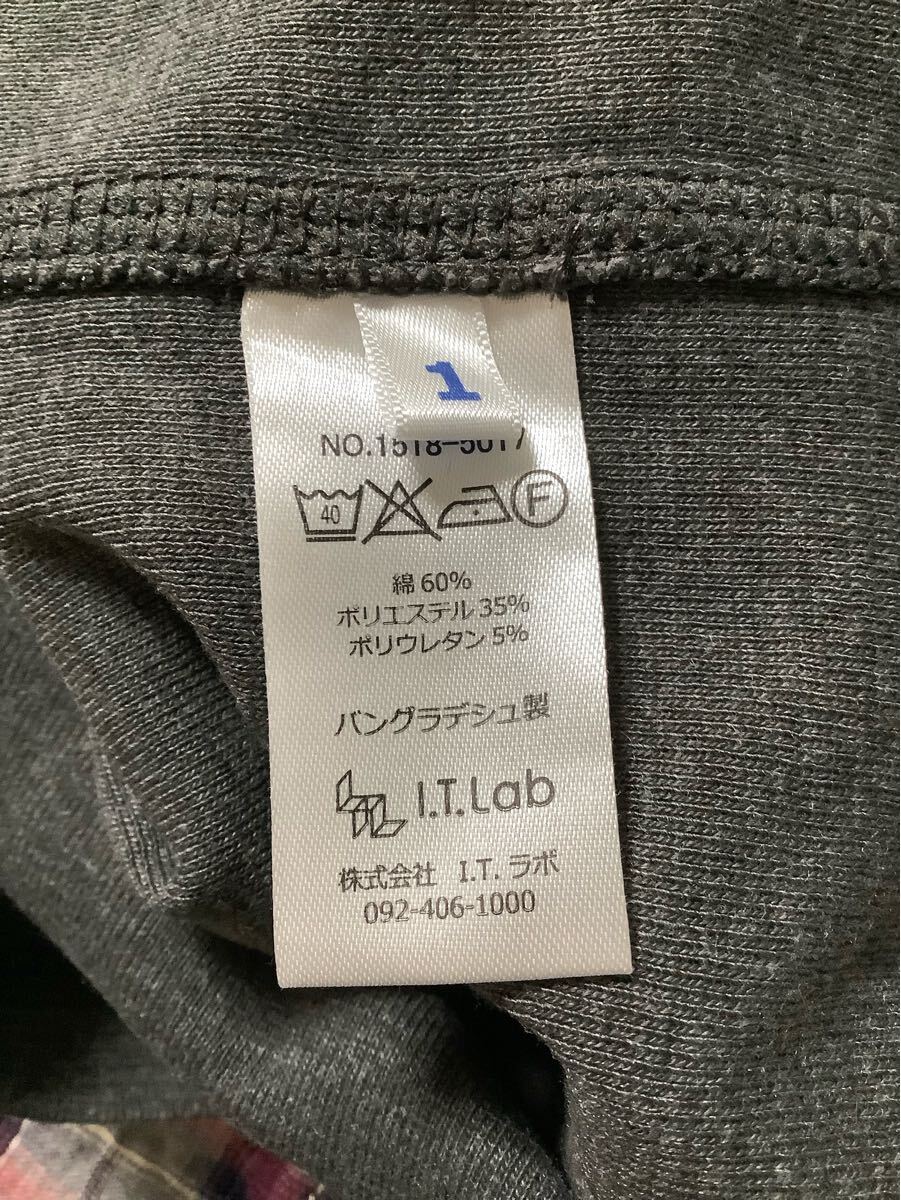 1
NO.1518-5017
40 F
綿 60%
ポリエステル 35%
ポリウレタン 5%
バングラデシュ製
I.T.Lab
株式会社 I.T. ラボ
092-406-1000